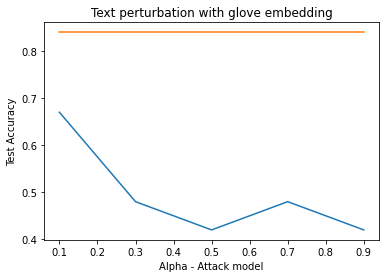 Text perturbation with glove embedding
0.8
0.7
0.6
0.5
0.4
Test Accuracy
0.1 0.2 0.3 0.4 0.5 0.6 0.7 0.8 0.9
Alpha - Attack model